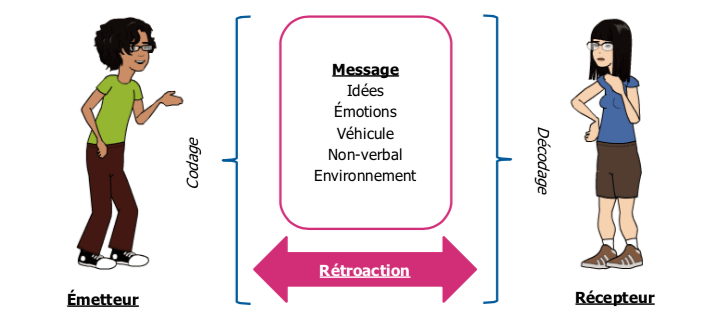 Message
Idées
Émotions
Véhicule
Non-verbal
Environnement
Codage
Décodage
Rétroaction
Émetteur
Récepteur